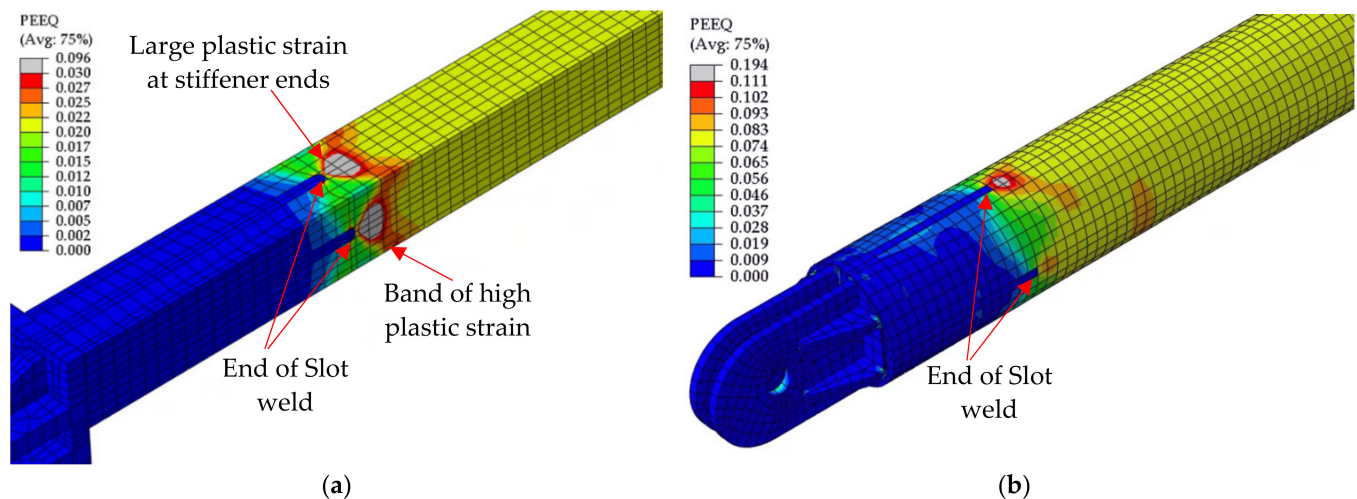 PEEQ
(Avg: 75%)
0.096
0.030
0.027
0.025
0.022
0.020
0.017
0.015
0.012
0.010
0.007
0.005
0.002
0.000
Large plastic strain
at stiffener ends
Band of high
plastic strain
End of Slot
weld
(a)
PEEQ
(Avg: 75%)
0.194
0.111
0.102
0.093
0.083
0.074
0.065
0.056
0.046
0.037
0.028
0.019
0.009
0.000
End of Slot
weld
(b)